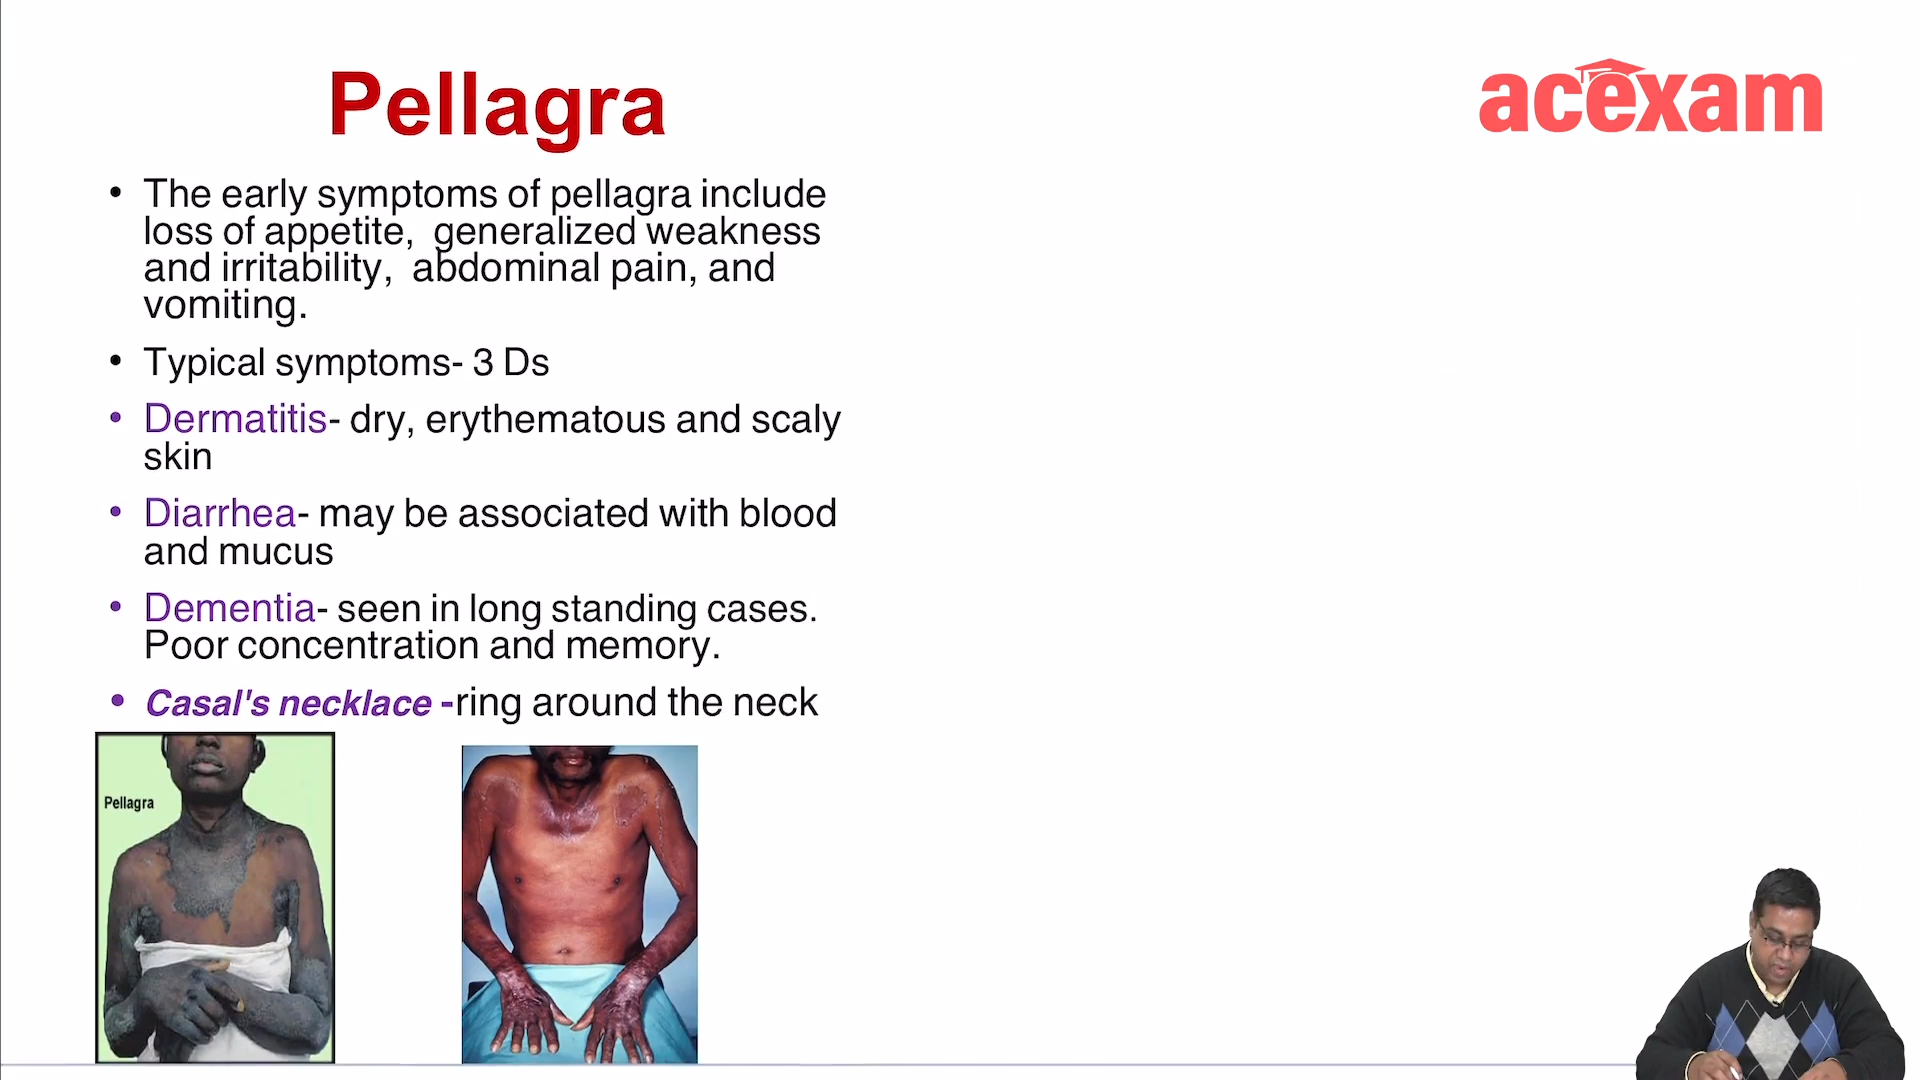 Pellagra
acexam
• The early symptoms of pellagra include
loss of appetite, generalized weakness
and irritability, abdominal pain, and
vomiting.
• Typical symptoms- 3 Ds
• Dermatitis- dry, erythematous and scaly
skin
• Diarrhea- may be associated with blood
and mucus
• Dementia- seen in long standing cases.
Poor concentration and memory.
• Casal's necklace -ring around the neck
Pellagra